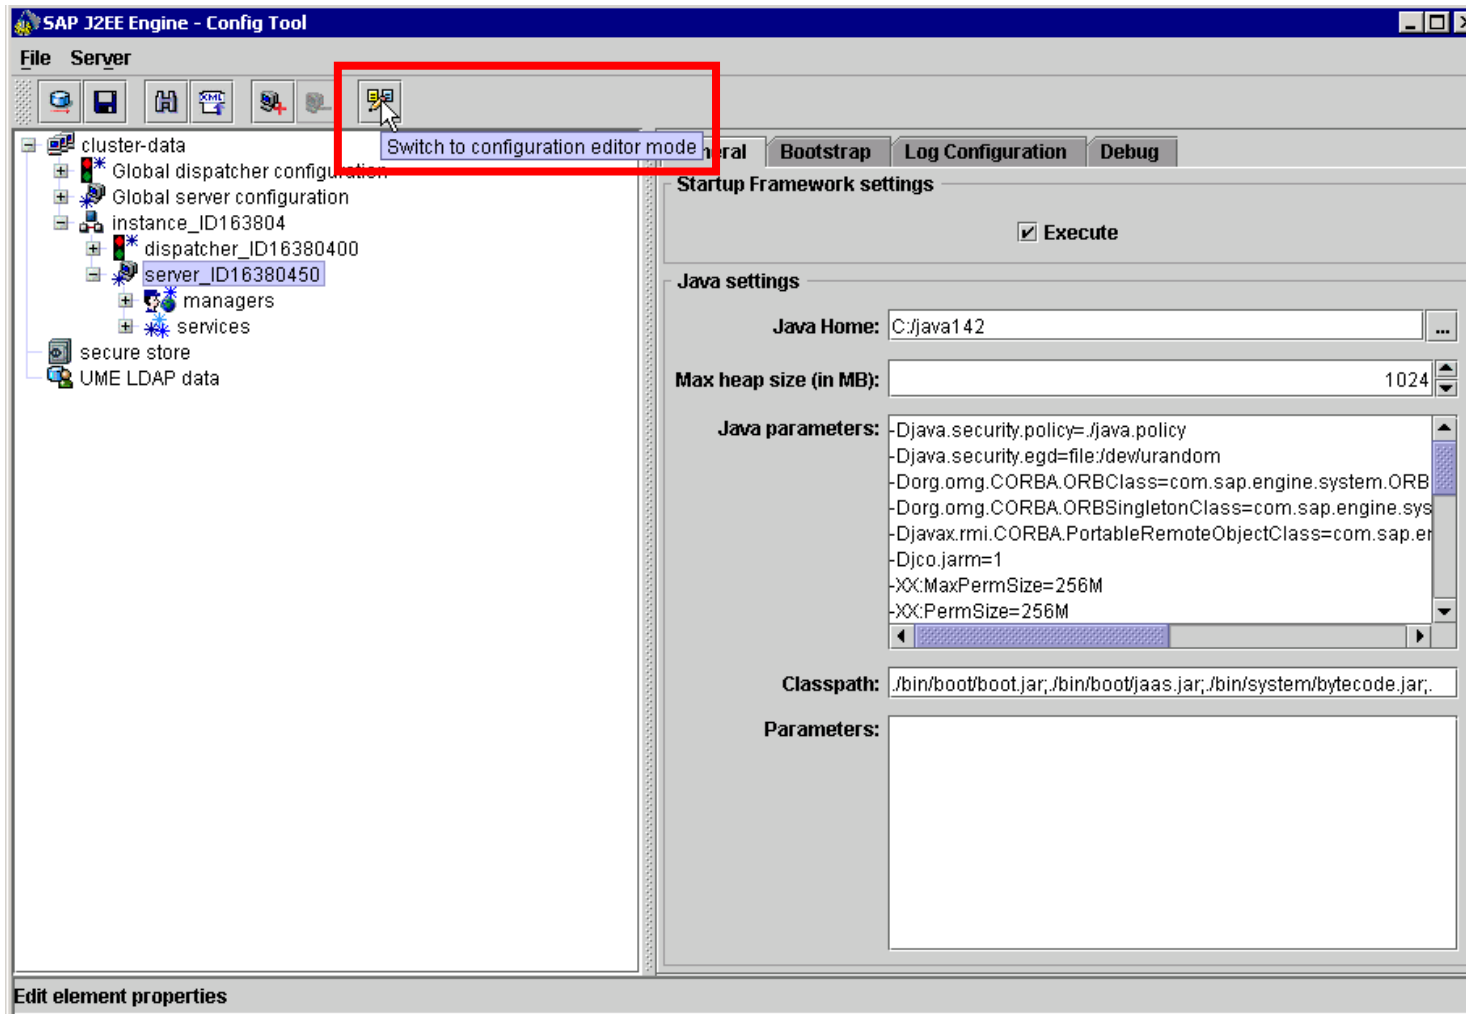 SAP J2EE Engine - Config Tool
File Server
XML
Switch to configuration editor mode
cluster-data
Global dispatcher configuration
Global server configuration
instance_ID163804
dispatcher_ID16380400
server_ID16380450
managers
services
secure store
UME LDAP data
neral Bootstrap Log Configuration Debug
Startup Framework settings
Execute
Java settings
Java Home: C:/java142 ...
Max heap size (in MB): 1024
Java parameters: -Djava.security.policy=./java.policy
-Djava.security.egd=file:/dev/urandom
-Dorg.omg.CORBA.ORBClass=com.sap.engine.system.ORB
-Dorg.omg.CORBA.ORBSingletonClass=com.sap.engine.sys
-Djavax.rmi.CORBA.PortableRemoteObjectClass=com.sap.er
-Djco.jarm=1
-XX:MaxPermSize=256M
-XX:PermSize=256M
Classpath: ./bin/boot/boot.jar;./bin/boot/jaas.jar;./bin/system/bytecode.jar;.
Parameters:
Edit element properties